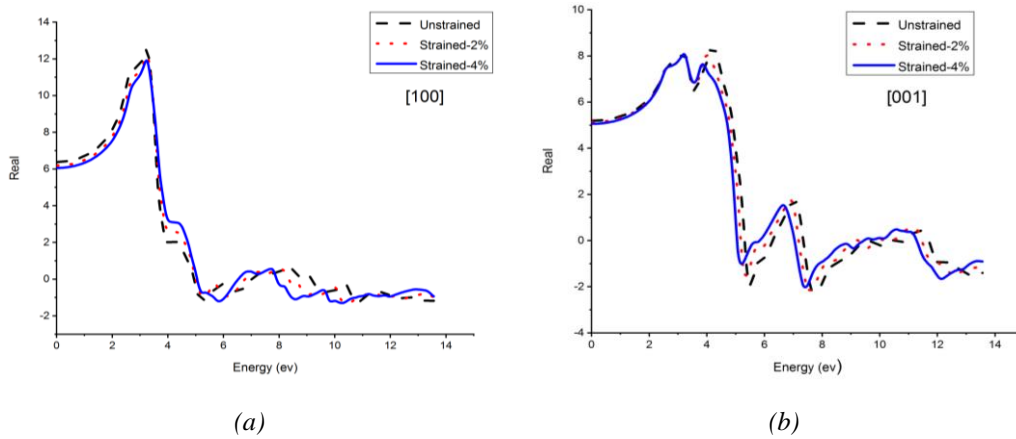 Unstrained
Strained-2%
Strained-4%
[100]
Real
14
12
10
8
6
4
2
0
-2
0 2 4 6 8 10 12 14
Energy (ev)
(a)
Unstrained
Strained-2%
Strained-4%
[001]
Real
10
8
6
4
2
0
-2
-4
0 2 4 6 8 10 12 14
Energy (ev)
(b)